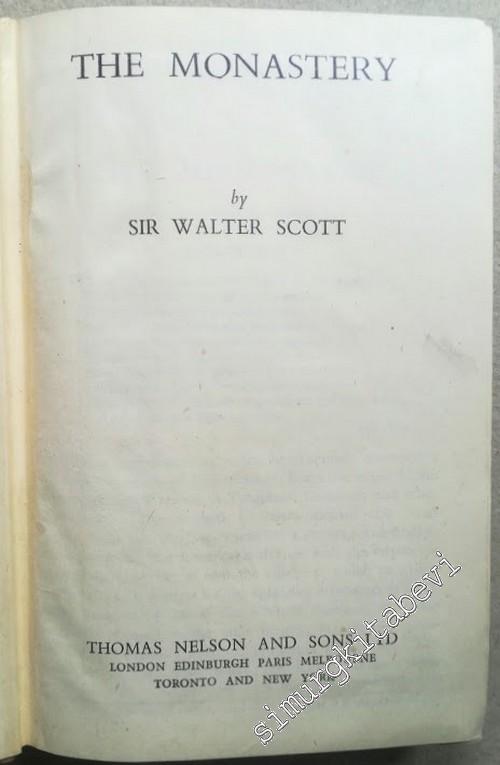 THE MONASTERY
by
SIR WALTER SCOTT
THOMAS NELSON AND SONS LTD
LONDON EDINBURGH PARIS MELBOURNE
TORONTO AND NEW YORK
simurgkitabevi